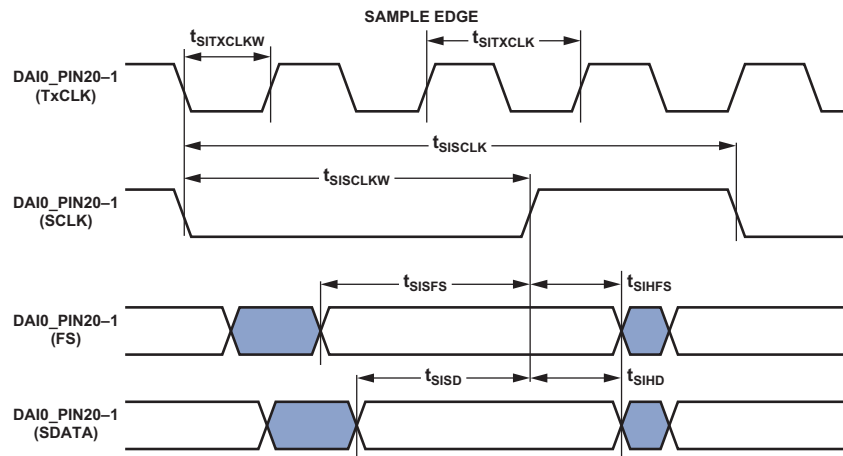 SAMPLE EDGE
tSITXCLKW
tSITXCLK
DAI0_PIN20–1
(TxCLK)
tSISCLK
tSISCLKW
DAI0_PIN20–1
(SCLK)
tSISFS
tSIHFS
DAI0_PIN20–1
(FS)
tSISD
tSIHD
DAI0_PIN20–1
(SDATA)